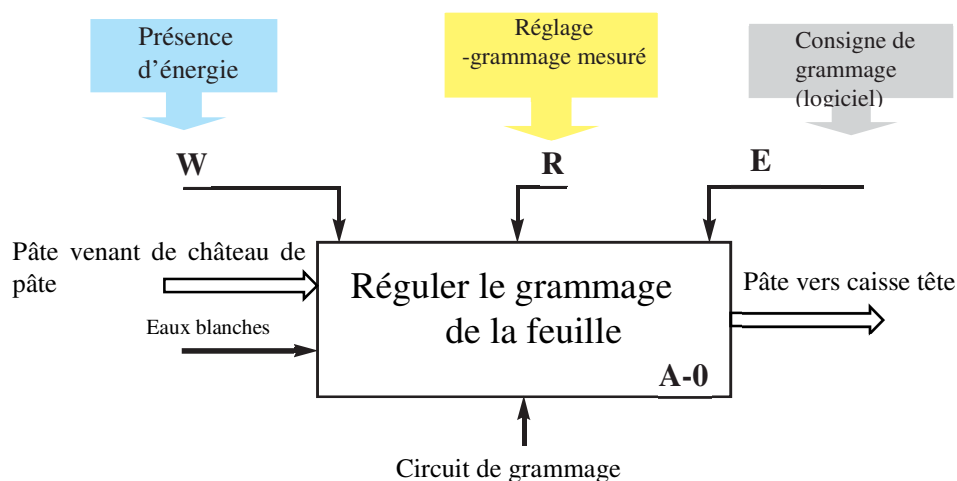 Présence
d'énergie
Réglage
-grammage mesuré
Consigne de
grammage
(logiciel)
W
R
E
Pâte venant de château de
pâte
Eaux blanches
Réguler le grammage
de la feuille
A-0
Pâte vers caisse tête
Circuit de grammage